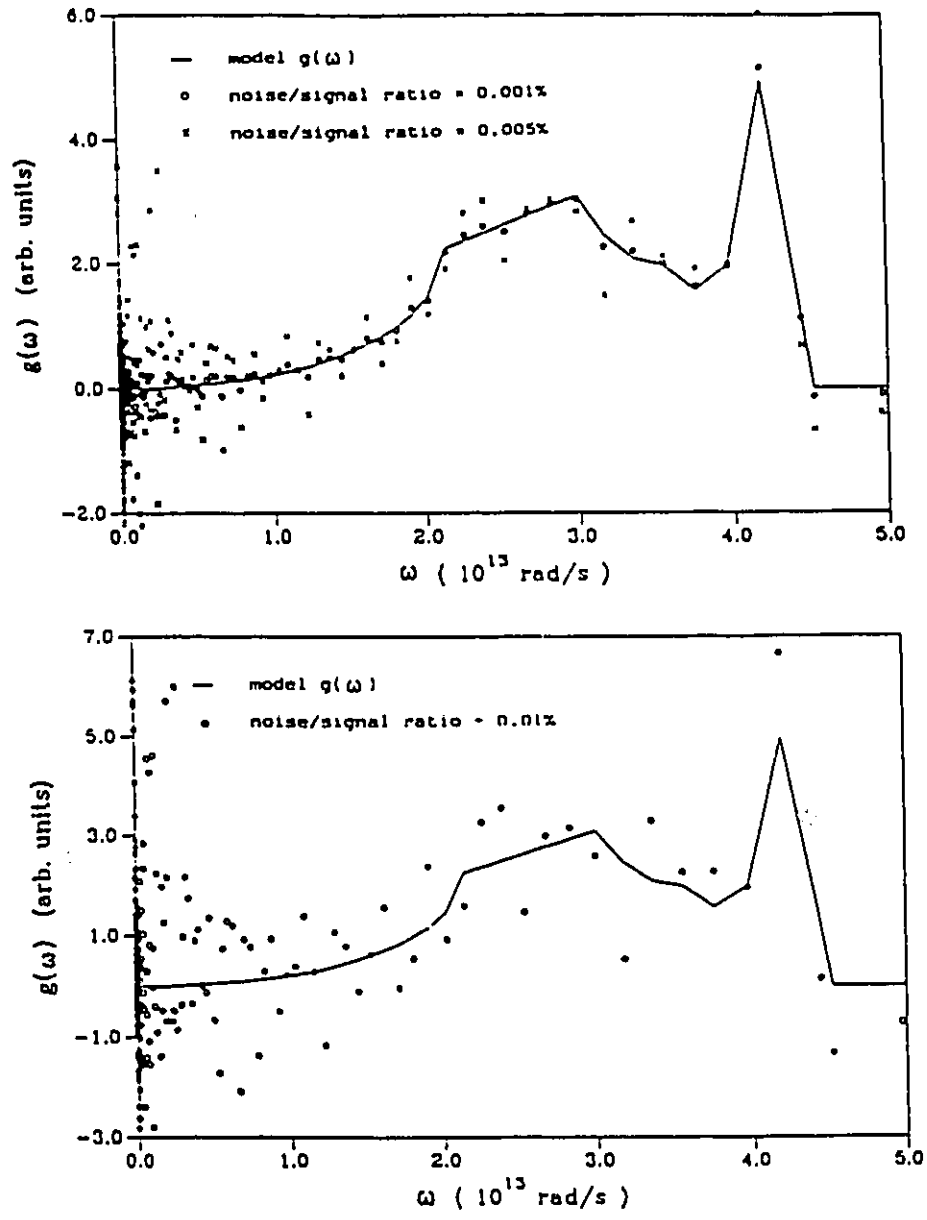 6.0
4.0
2.0
0.0
−2.0
g(ω) (arb. units)
— model g(ω)
o noise/signal ratio = 0.001%
x noise/signal ratio = 0.005%
0.0 1.0 2.0 3.0 4.0 5.0
ω ( 10¹³ rad/s )
7.0
5.0
3.0
1.0
−1.0
−3.0
g(ω) (arb. units)
— model g(ω)
• noise/signal ratio - 0.01%
0.0 1.0 2.0 3.0 4.0 5.0
ω ( 10¹³ rad/s )